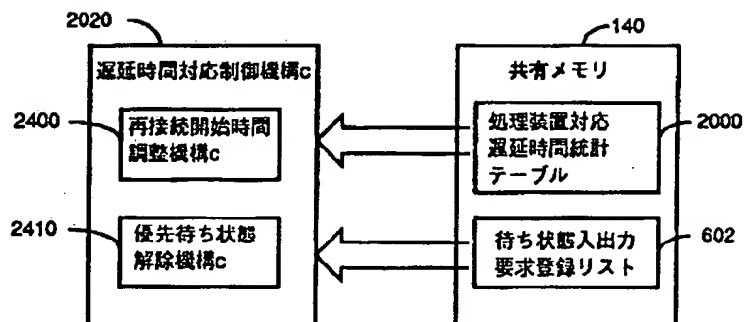 2020
140
遅延時間対応制御機構c
共有メモリ
2400
再接続開始時間
調整機構c
処理装置対応
遅延時間統計
テーブル
2000
2410
優先待ち状態
解除機構c
待ち状態入出力
要求登録リスト
602